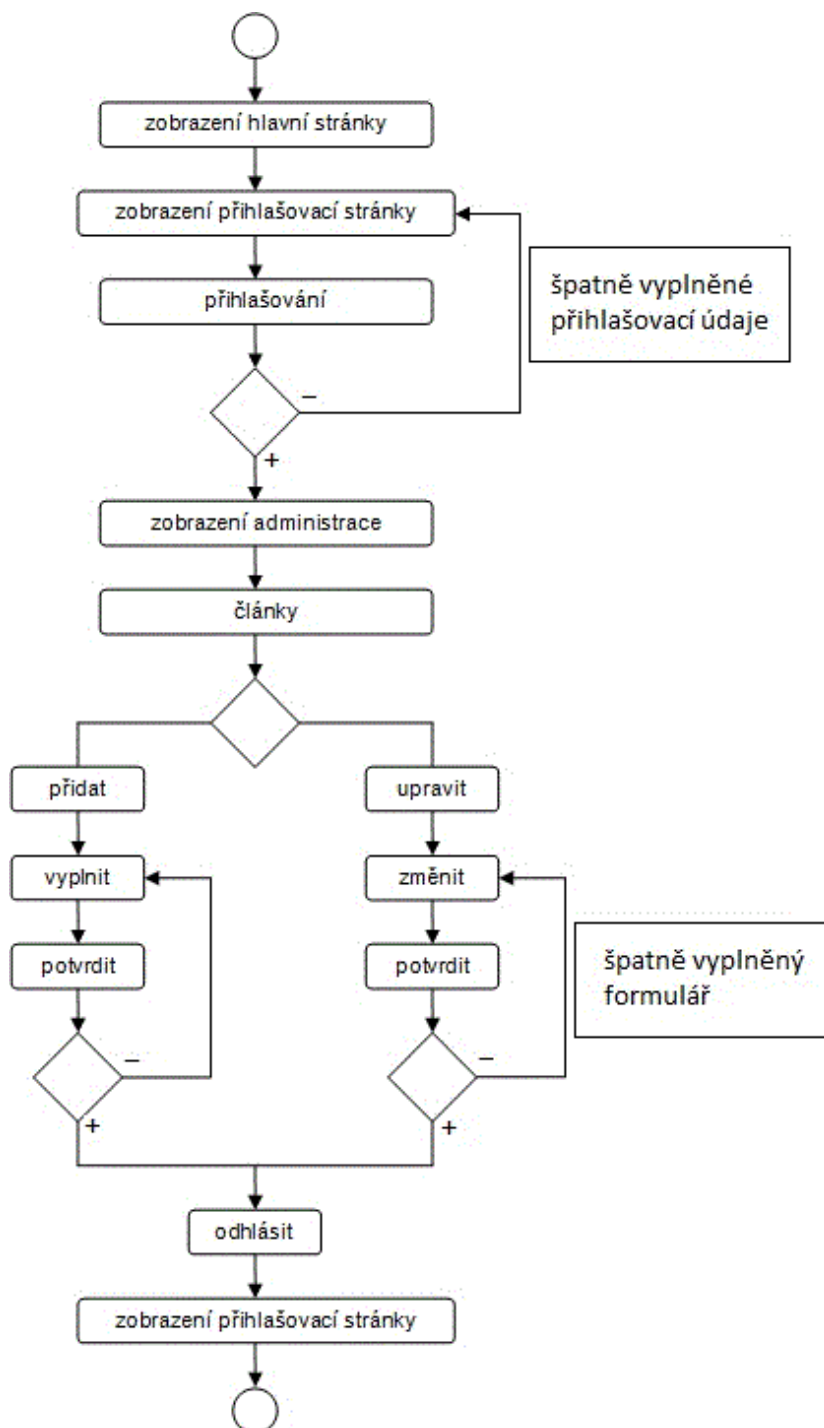 zobrazení hlavní stránky
zobrazení přihlašovací stránky
přihlašování
špatně vyplněné
přihlašovací údaje
−
+
zobrazení administrace
články
přidat
upravit
vyplnit
změnit
potvrdit
potvrdit
špatně vyplněný
formulář
−
−
+
+
odhlásit
zobrazení přihlašovací stránky